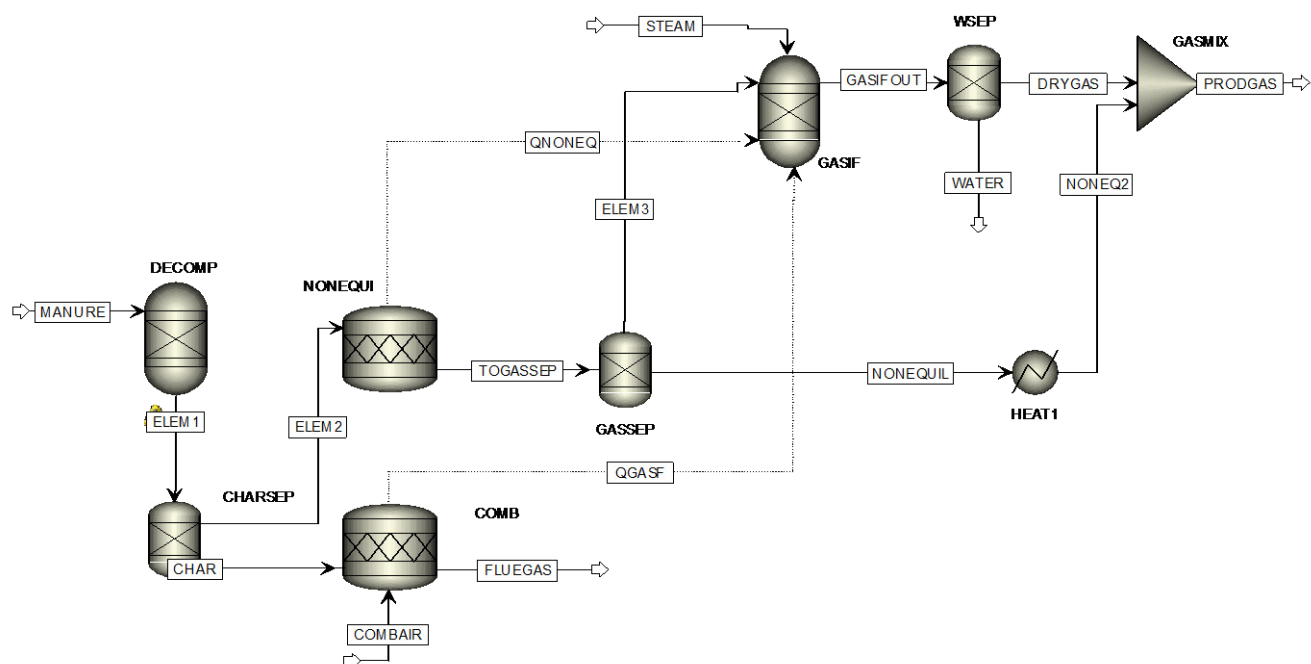 STEAM
WSEP
GASMIX
GASIFOUT
DRYGAS
PRODGAS
QNONEQ
GASIF
WATER
NONEQ2
ELEM3
DECOMP
NONEQUI
MANURE
TOGASSEP
NONEQUIL
ELEM1
ELEM2
GASSEP
HEAT1
QGASF
CHARSEP
COMB
CHAR
FLUEGAS
COMBAIR